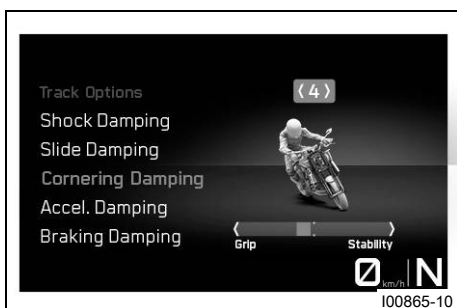 Track Options
‹ 4 ›
Shock Damping
Slide Damping
Cornering Damping
Accel. Damping
Braking Damping
Grip Stability
0 km/h N
I00865-10